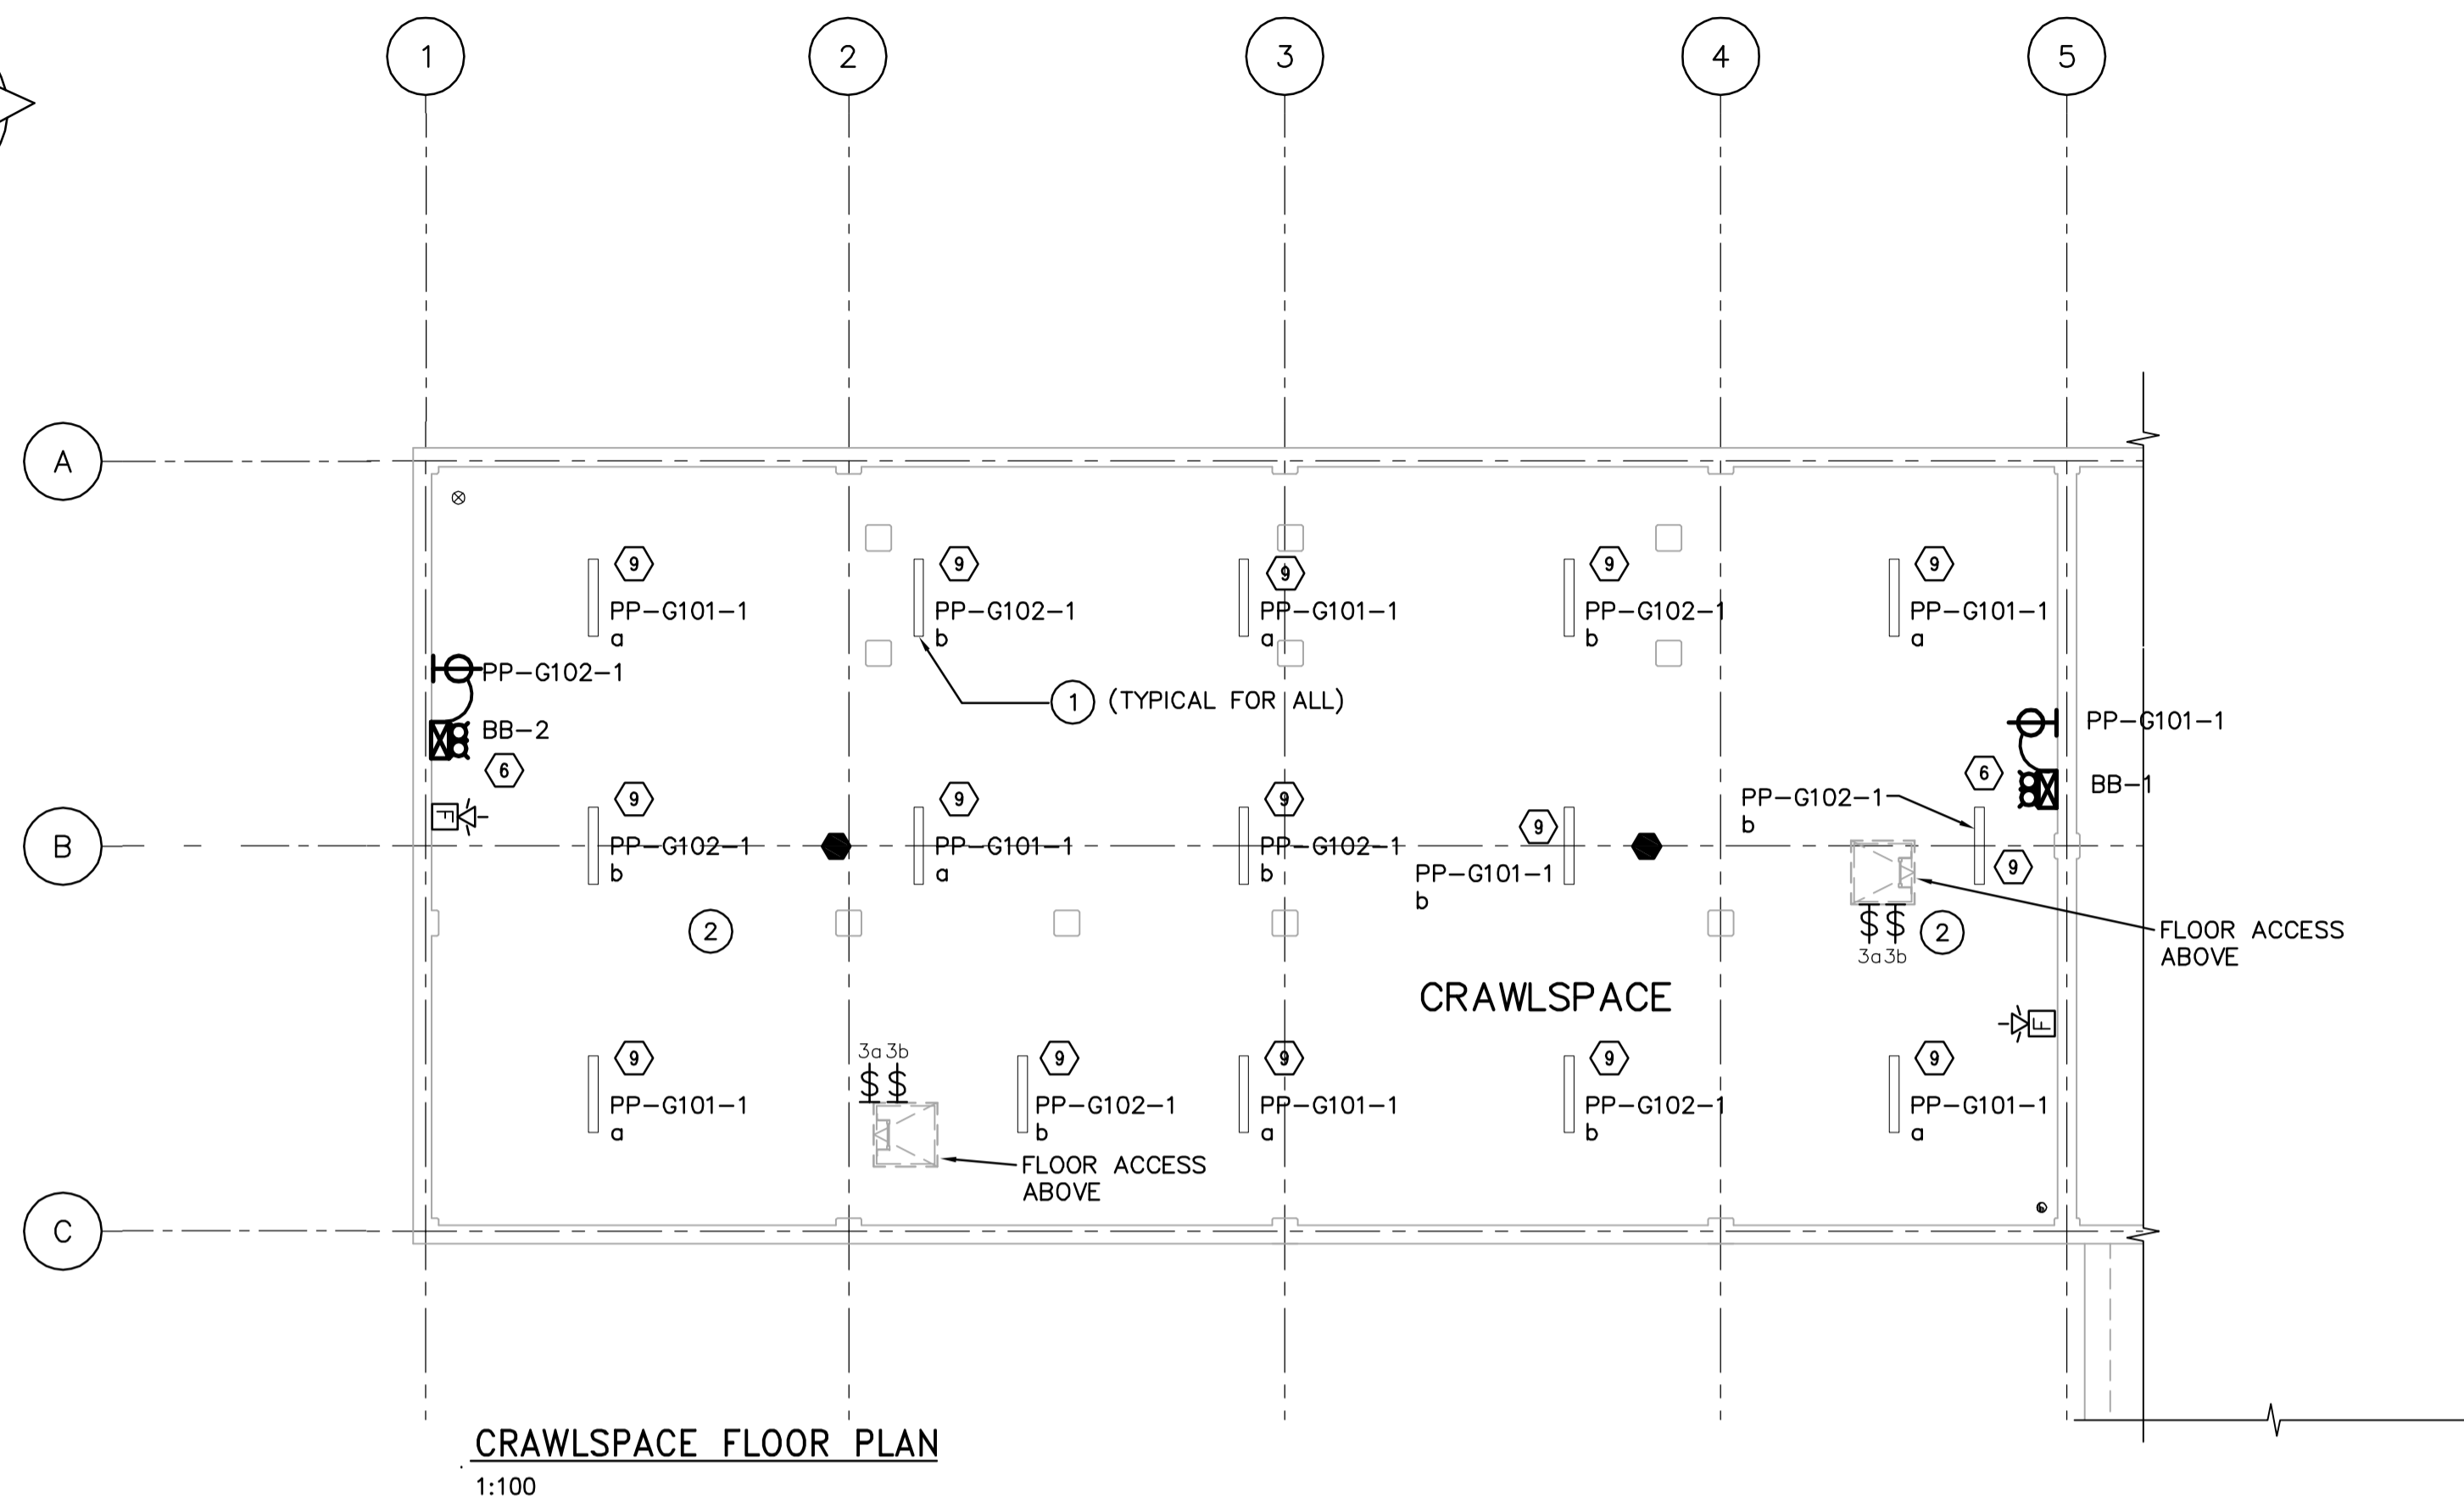 1
2
3
4
5
A
9
9
9
9
9
PP-G101-1
a
PP-G102-1
b
PP-G101-1
a
PP-G102-1
b
PP-G101-1
a
PP-G102-1
1 (TYPICAL FOR ALL)
PP-G101-1
BB-2
6
6
BB-1
F
9
9
9
9
PP-G102-1
b
B
PP-G102-1
b
PP-G101-1
a
PP-G102-1
b
PP-G101-1
b
9
2
$ $
3a 3b
2
FLOOR ACCESS
ABOVE
CRAWLSPACE
F
3a 3b
$ $
9
9
9
9
9
PP-G101-1
a
PP-G102-1
b
PP-G101-1
a
PP-G102-1
b
PP-G101-1
a
FLOOR ACCESS
ABOVE
C
CRAWLSPACE FLOOR PLAN
1:100